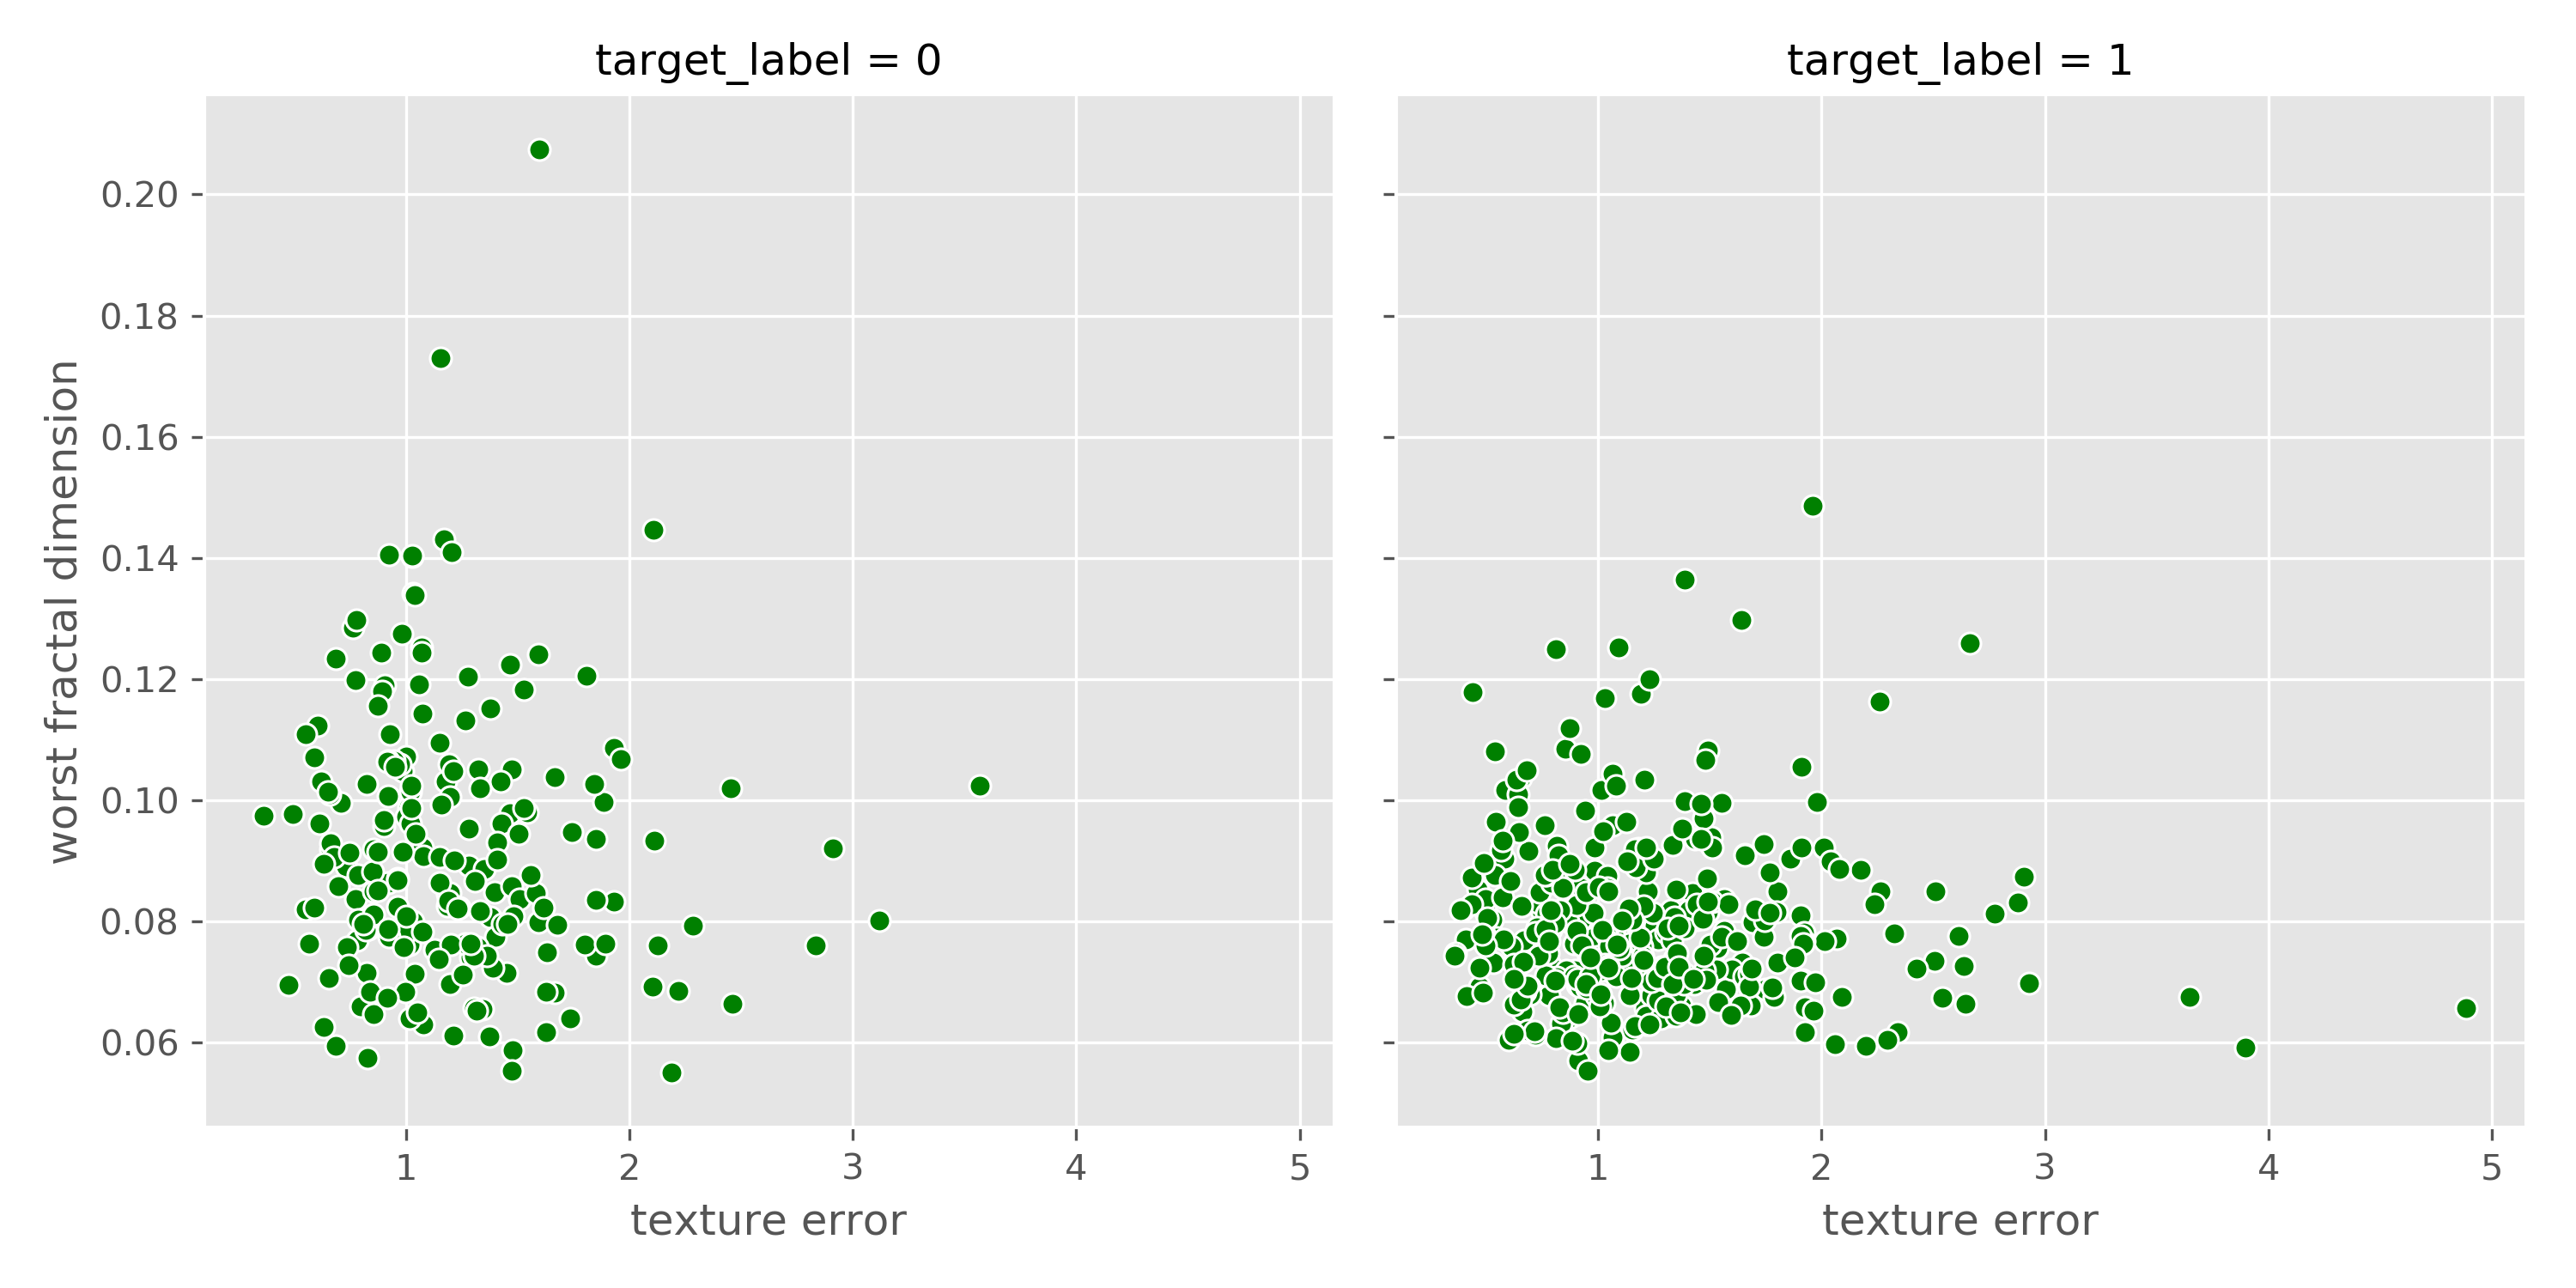 target_label = 0
target_label = 1
worst fractal dimension
0.20
0.18
0.16
0.14
0.12
0.10
0.08
0.06
1 2 3 4 5
1 2 3 4 5
texture error
texture error